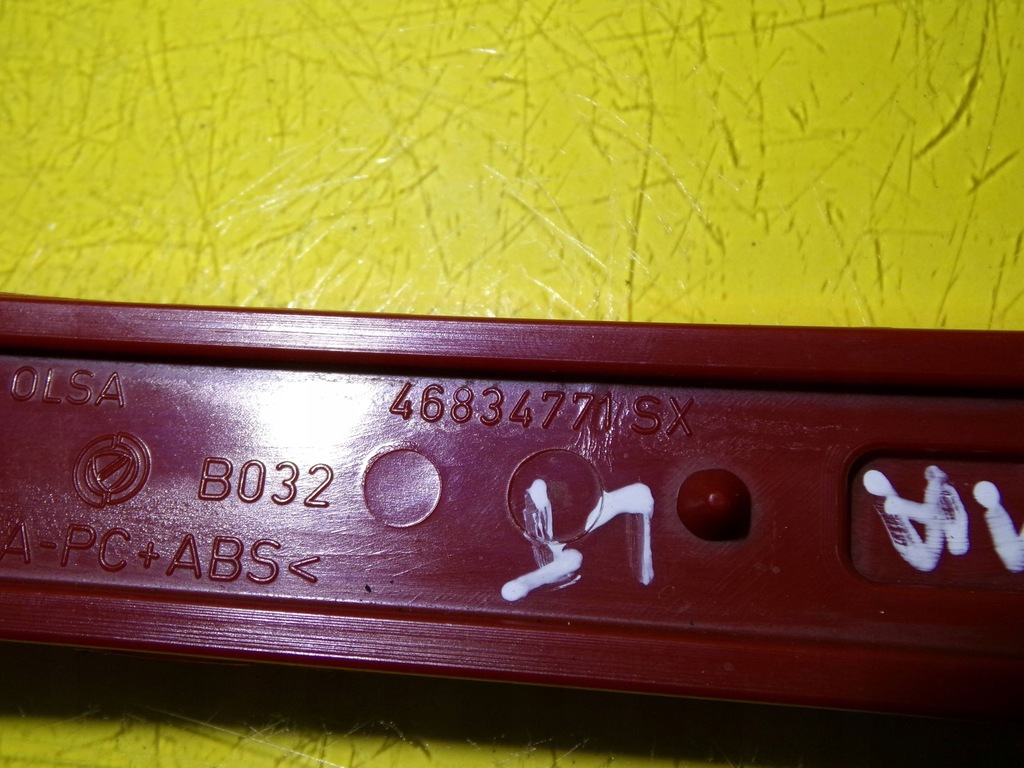 OLSA
46834771 SX
B032
A-PC+ABS<